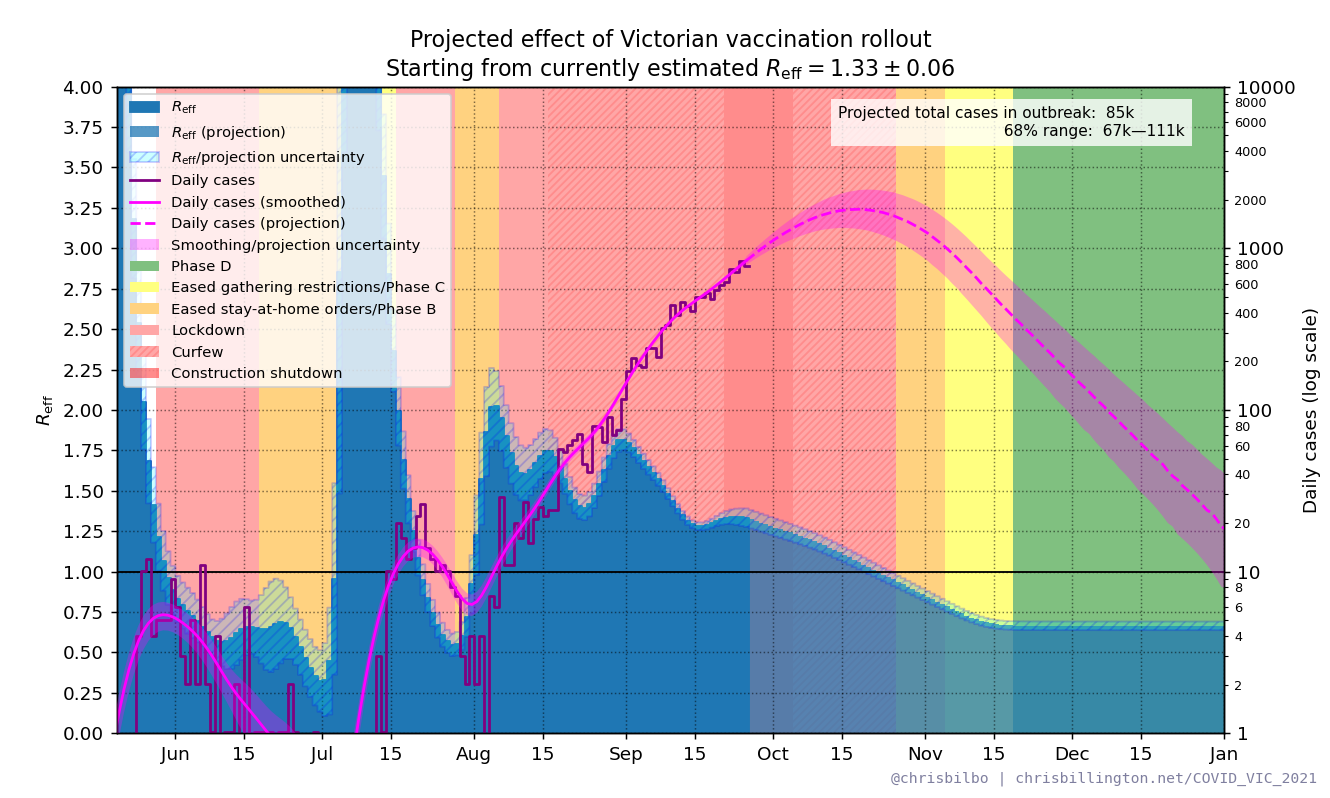 Projected effect of Victorian vaccination rollout
Starting from currently estimated Reff = 1.33 ± 0.06
Projected total cases in outbreak: 85k
68% range: 67k—111k
Reff
Reff (projection)
Reff/projection uncertainty
Daily cases
Daily cases (smoothed)
Daily cases (projection)
Smoothing/projection uncertainty
Phase D
Eased gathering restrictions/Phase C
Eased stay-at-home orders/Phase B
Lockdown
Curfew
Construction shutdown
Reff
4.00
3.75
3.50
3.25
3.00
2.75
2.50
2.25
2.00
1.75
1.50
1.25
1.00
0.75
0.50
0.25
0.00
10000
8000
6000
4000
2000
1000
800
600
400
200
100
80
60
40
20
10
8
6
4
2
1
Daily cases (log scale)
Jun 15 Jul 15 Aug 15 Sep 15 Oct 15 Nov 15 Dec 15 Jan
@chrisbilbo | chrisbillington.net/COVID_VIC_2021